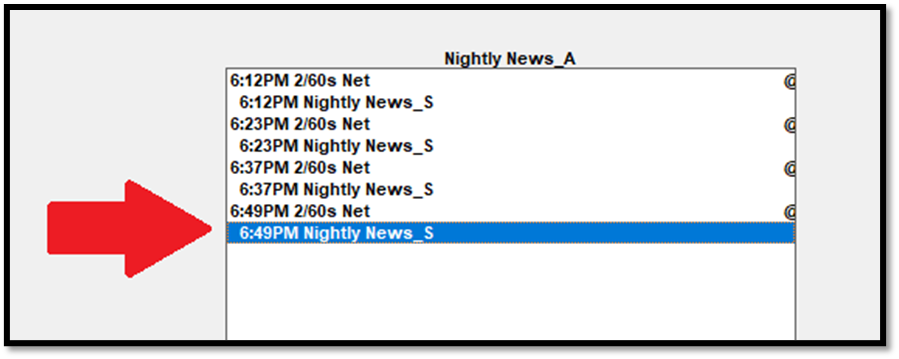 Nightly News_A
6:12PM 2/60s Net @
6:12PM Nightly News_S
6:23PM 2/60s Net @
6:23PM Nightly News_S
6:37PM 2/60s Net @
6:37PM Nightly News_S
6:49PM 2/60s Net @
6:49PM Nightly News_S